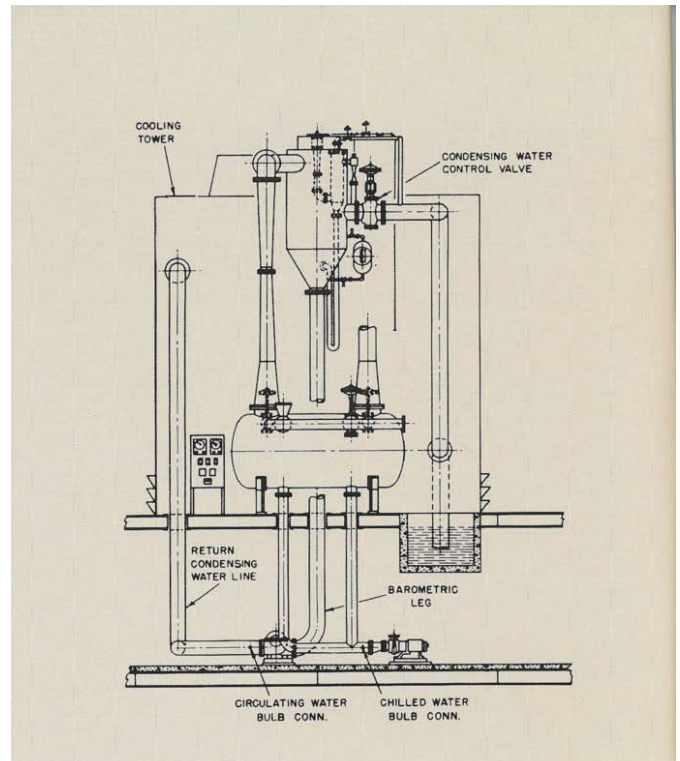 COOLING
TOWER
CONDENSING WATER
CONTROL VALVE
RETURN
CONDENSING
WATER LINE
BAROMETRIC
LEG
CIRCULATING WATER
BULB CONN.
CHILLED WATER
BULB CONN.